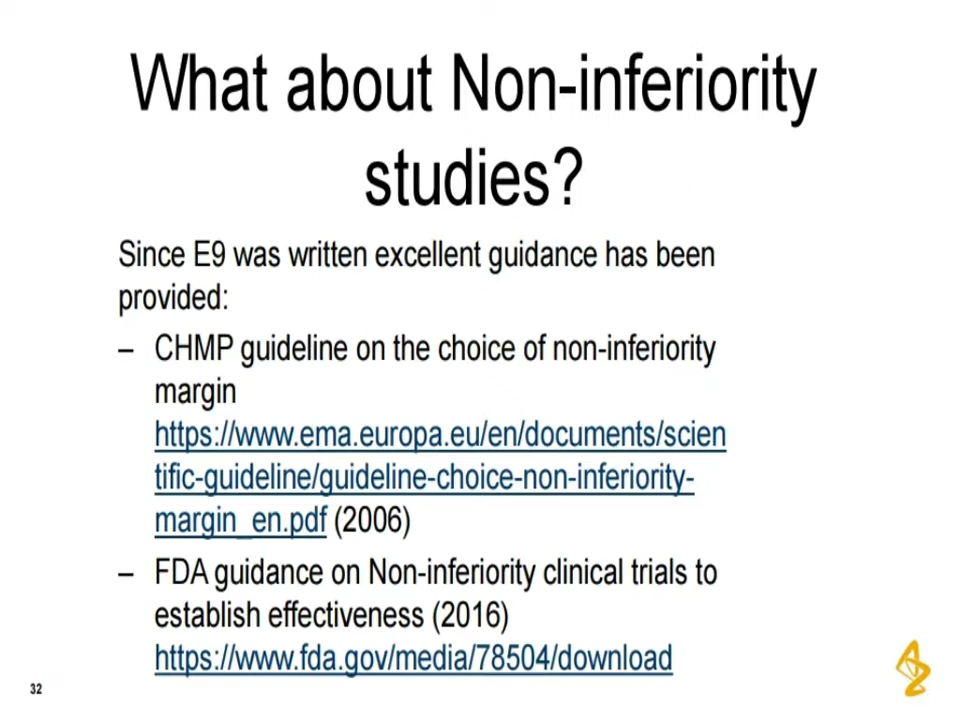 What about Non-inferiority
studies?
Since E9 was written excellent guidance has been
provided:
– CHMP guideline on the choice of non-inferiority
margin
https://www.ema.europa.eu/en/documents/scien
tific-guideline/guideline-choice-non-inferiority-
margin_en.pdf (2006)
– FDA guidance on Non-inferiority clinical trials to
establish effectiveness (2016)
https://www.fda.gov/media/78504/download
32